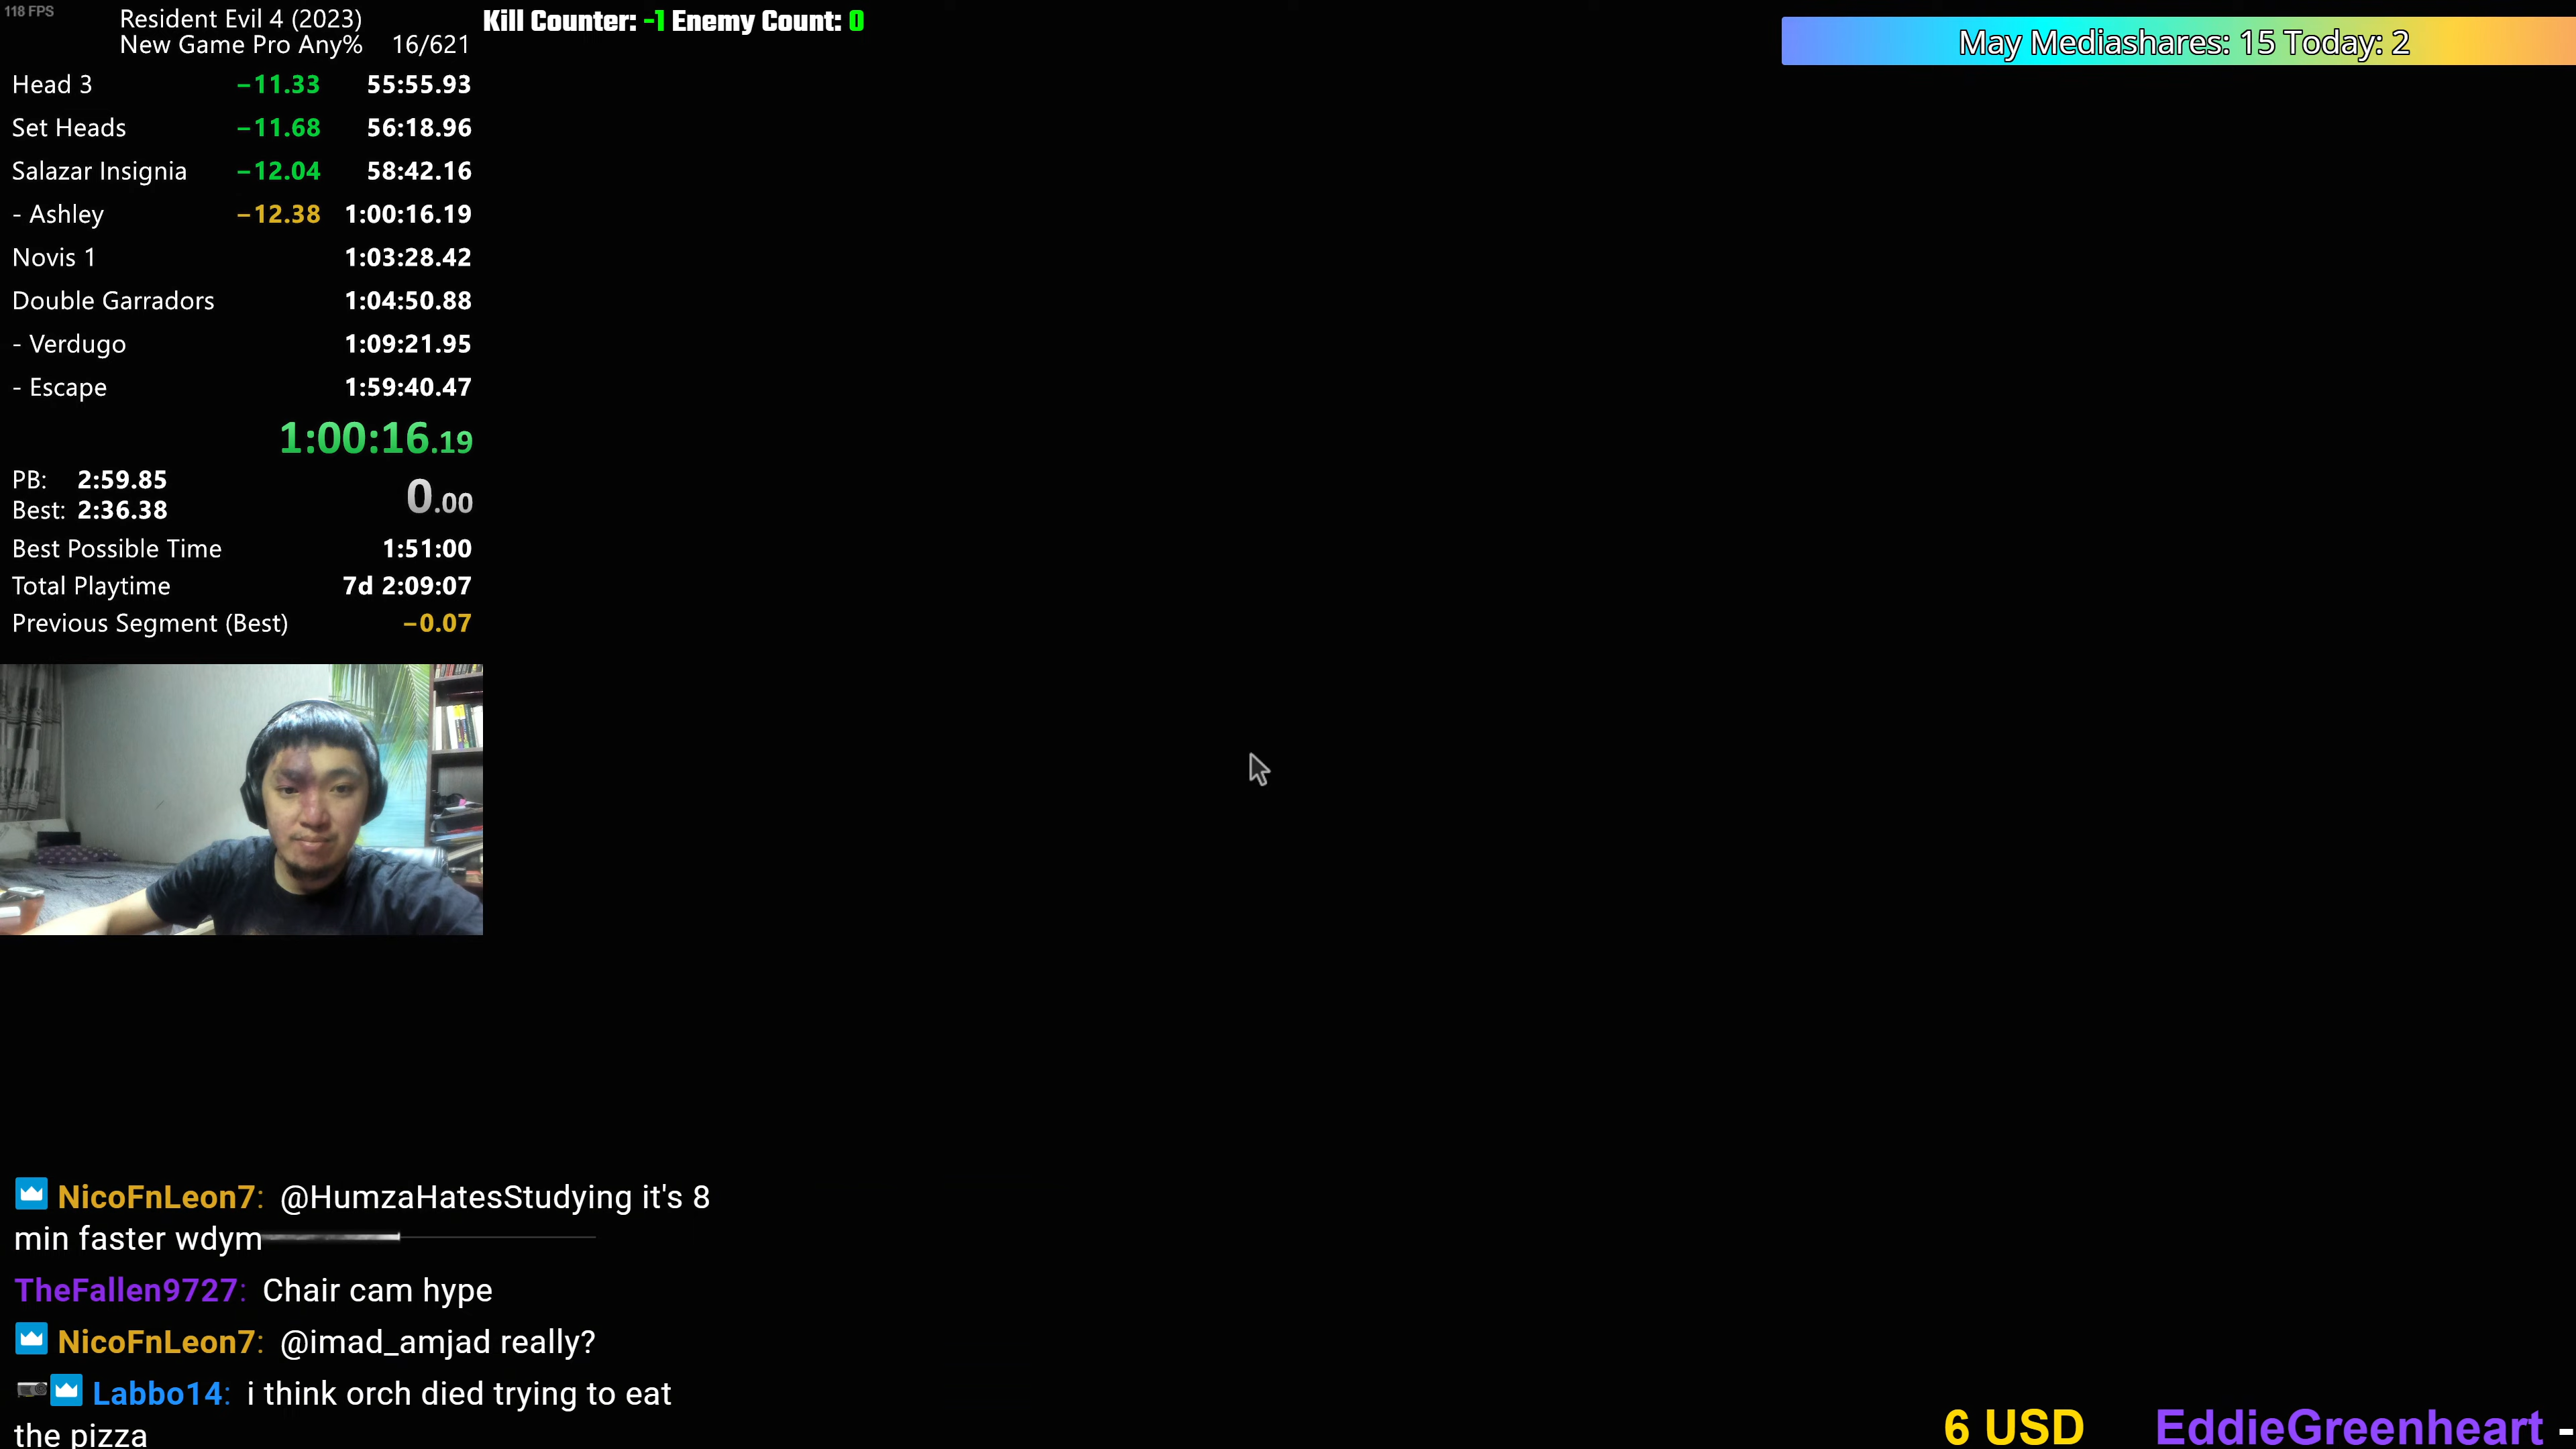 118 FPS
Resident Evil 4 (2023)
New Game Pro Any% 16/621
Kill Counter: -1 Enemy Count: 0
May Mediashares: 15 Today: 2
Head 3 −11.33 55:55.93
Set Heads −11.68 56:18.96
Salazar Insignia −12.04 58:42.16
- Ashley −12.38 1:00:16.19
Novis 1 1:03:28.42
Double Garradors 1:04:50.88
- Verdugo 1:09:21.95
- Escape 1:59:40.47
1:00:16.19
PB: 2:59.85
0.00
Best: 2:36.38
Best Possible Time 1:51:00
Total Playtime 7d 2:09:07
Previous Segment (Best) −0.07
NicoFnLeon7: @HumzaHatesStudying it's 8
min faster wdym
TheFallen9727: Chair cam hype
NicoFnLeon7: @imad_amjad really?
Labbo14: i think orch died trying to eat
the pizza
6 USD EddieGreenheart -